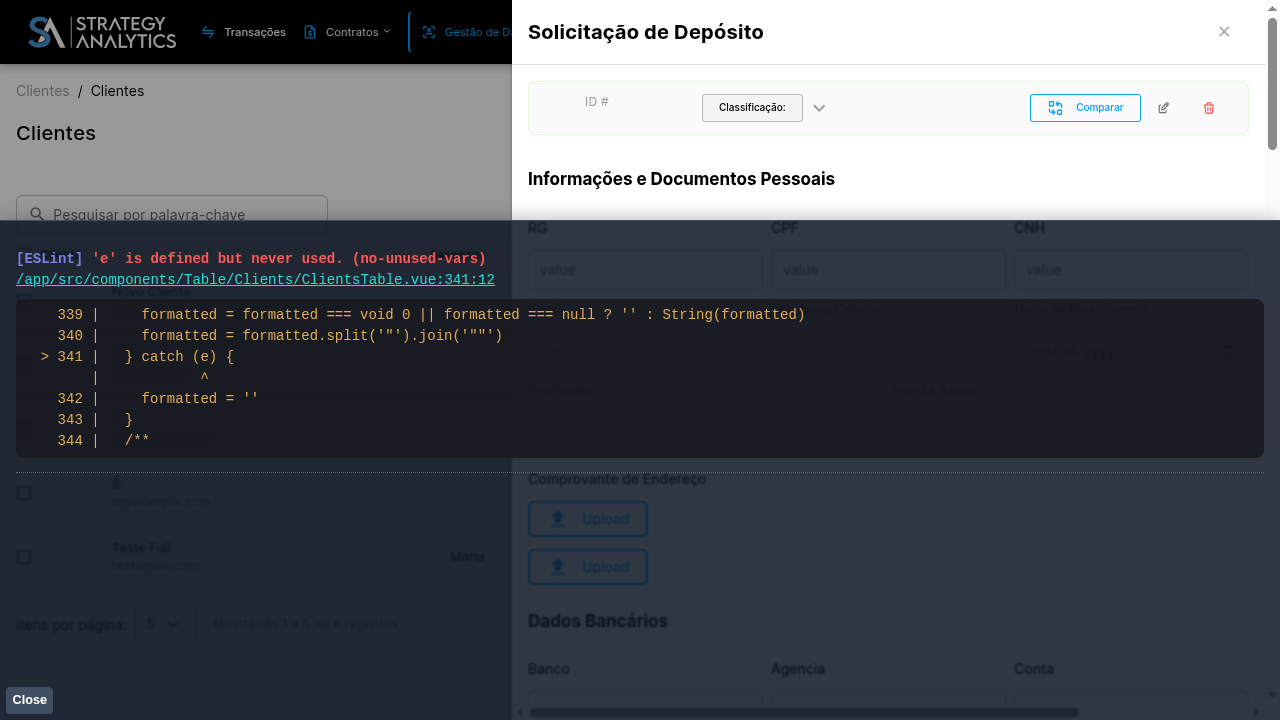 STRATEGY
ANALYTICS
Transações
Contratos
Gestão de Da
Clientes / Clientes
Clientes
Pesquisar por palavra-chave
Solicitação de Depósito
ID #
Classificação:
Comparar
Informações e Documentos Pessoais
RG
CPF
CNH
value
value
value
[ESLint] 'e' is defined but never used. (no-unused-vars)
/app/src/components/Table/Clients/ClientsTable.vue:341:12
339 |     formatted = formatted === void 0 || formatted === null ? '' : String(formatted)
340 |     formatted = formatted.split('"').join('""')
> 341 |   } catch (e) {
|            ^
342 |     formatted = ''
343 |   }
344 |   /**
Comprovante de Endereço
Upload
Upload
B
b@example.com
Teste Full
teste@ex.com
Maria
Itens por página:
5
Mostrando 1 a 5 de 6 registros
Dados Bancários
Banco
Agencia
Conta
Close